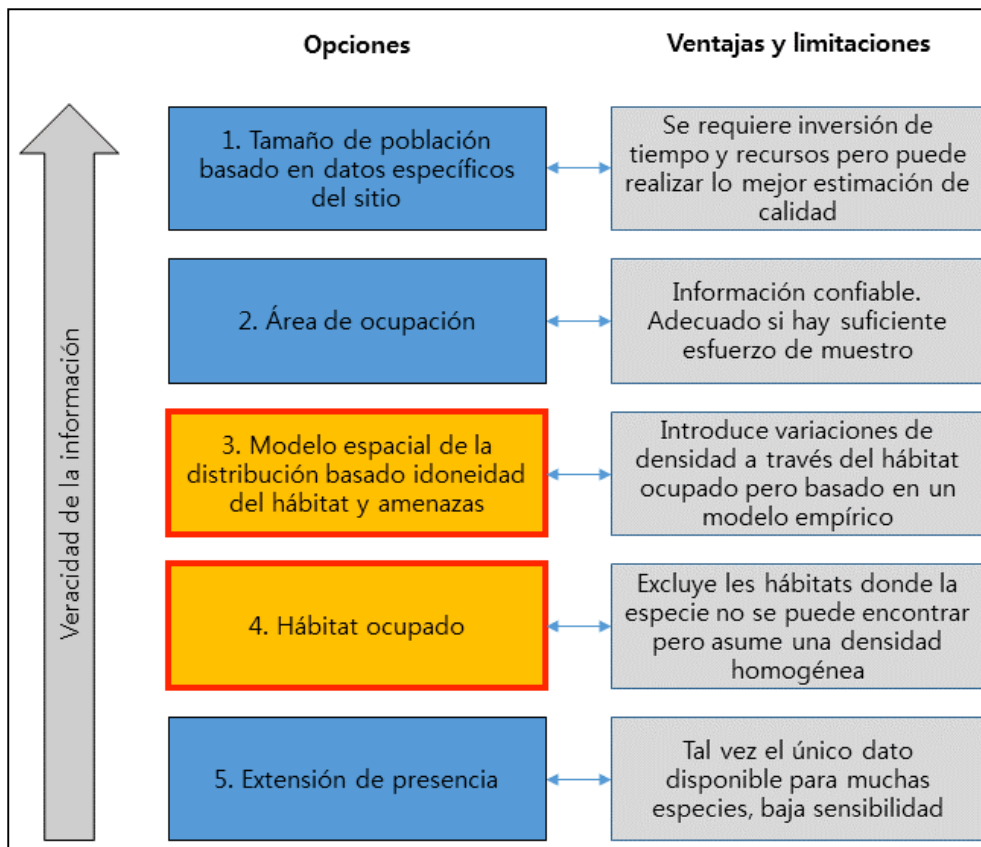 Opciones
Ventajas y limitaciones
Veracidad de la información
1. Tamaño de población
basado en datos específicos
del sitio
Se requiere inversión de
tiempo y recursos pero puede
realizar lo mejor estimación de
calidad
2. Área de ocupación
Información confiable.
Adecuado si hay suficiente
esfuerzo de muestro
3. Modelo espacial de la
distribución basado idoneidad
del hábitat y amenazas
Introduce variaciones de
densidad a través del hábitat
ocupado pero basado en un
modelo empírico
4. Hábitat ocupado
Excluye les hábitats donde la
especie no se puede encontrar
pero asume una densidad
homogénea
5. Extensión de presencia
Tal vez el único dato
disponible para muchas
especies, baja sensibilidad